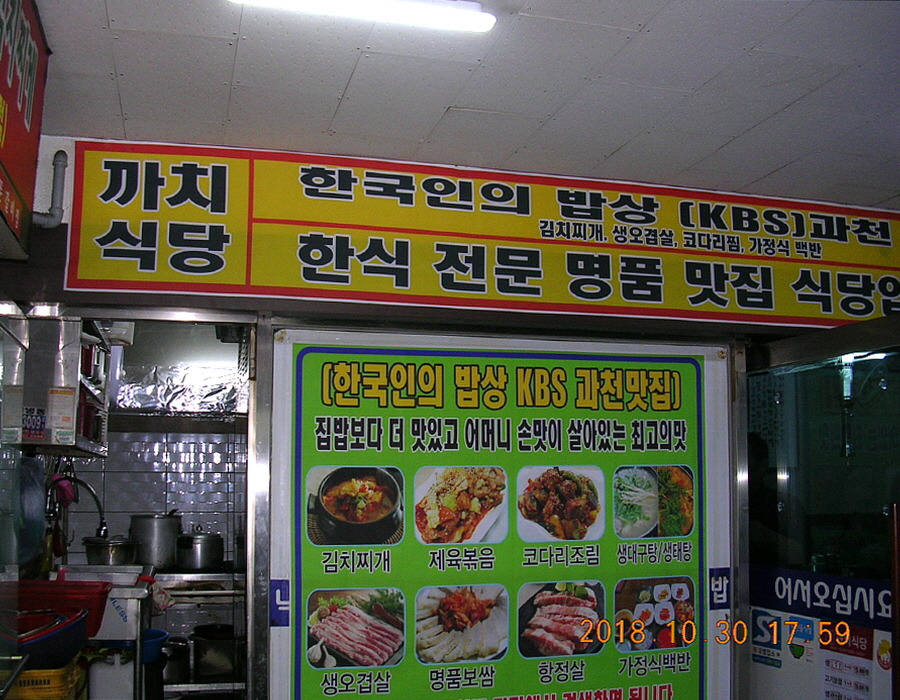 까치
식당
한국인의 밥상 (KBS)과천
김치찌개, 생오겹살, 코다리찜, 가정식 백반
한식 전문 명품 맛집 식당입
(한국인의 밥상 KBS 과천맛집)
집밥보다 더 맛있고 어머니 손맛이 살아있는 최고의맛
김치찌개 제육볶음 코다리조림 생대구탕/생태탕
생오겹살 명품보쌈 항정살 가정식백반
밥
어서오십시요
2018.10.30 17:59